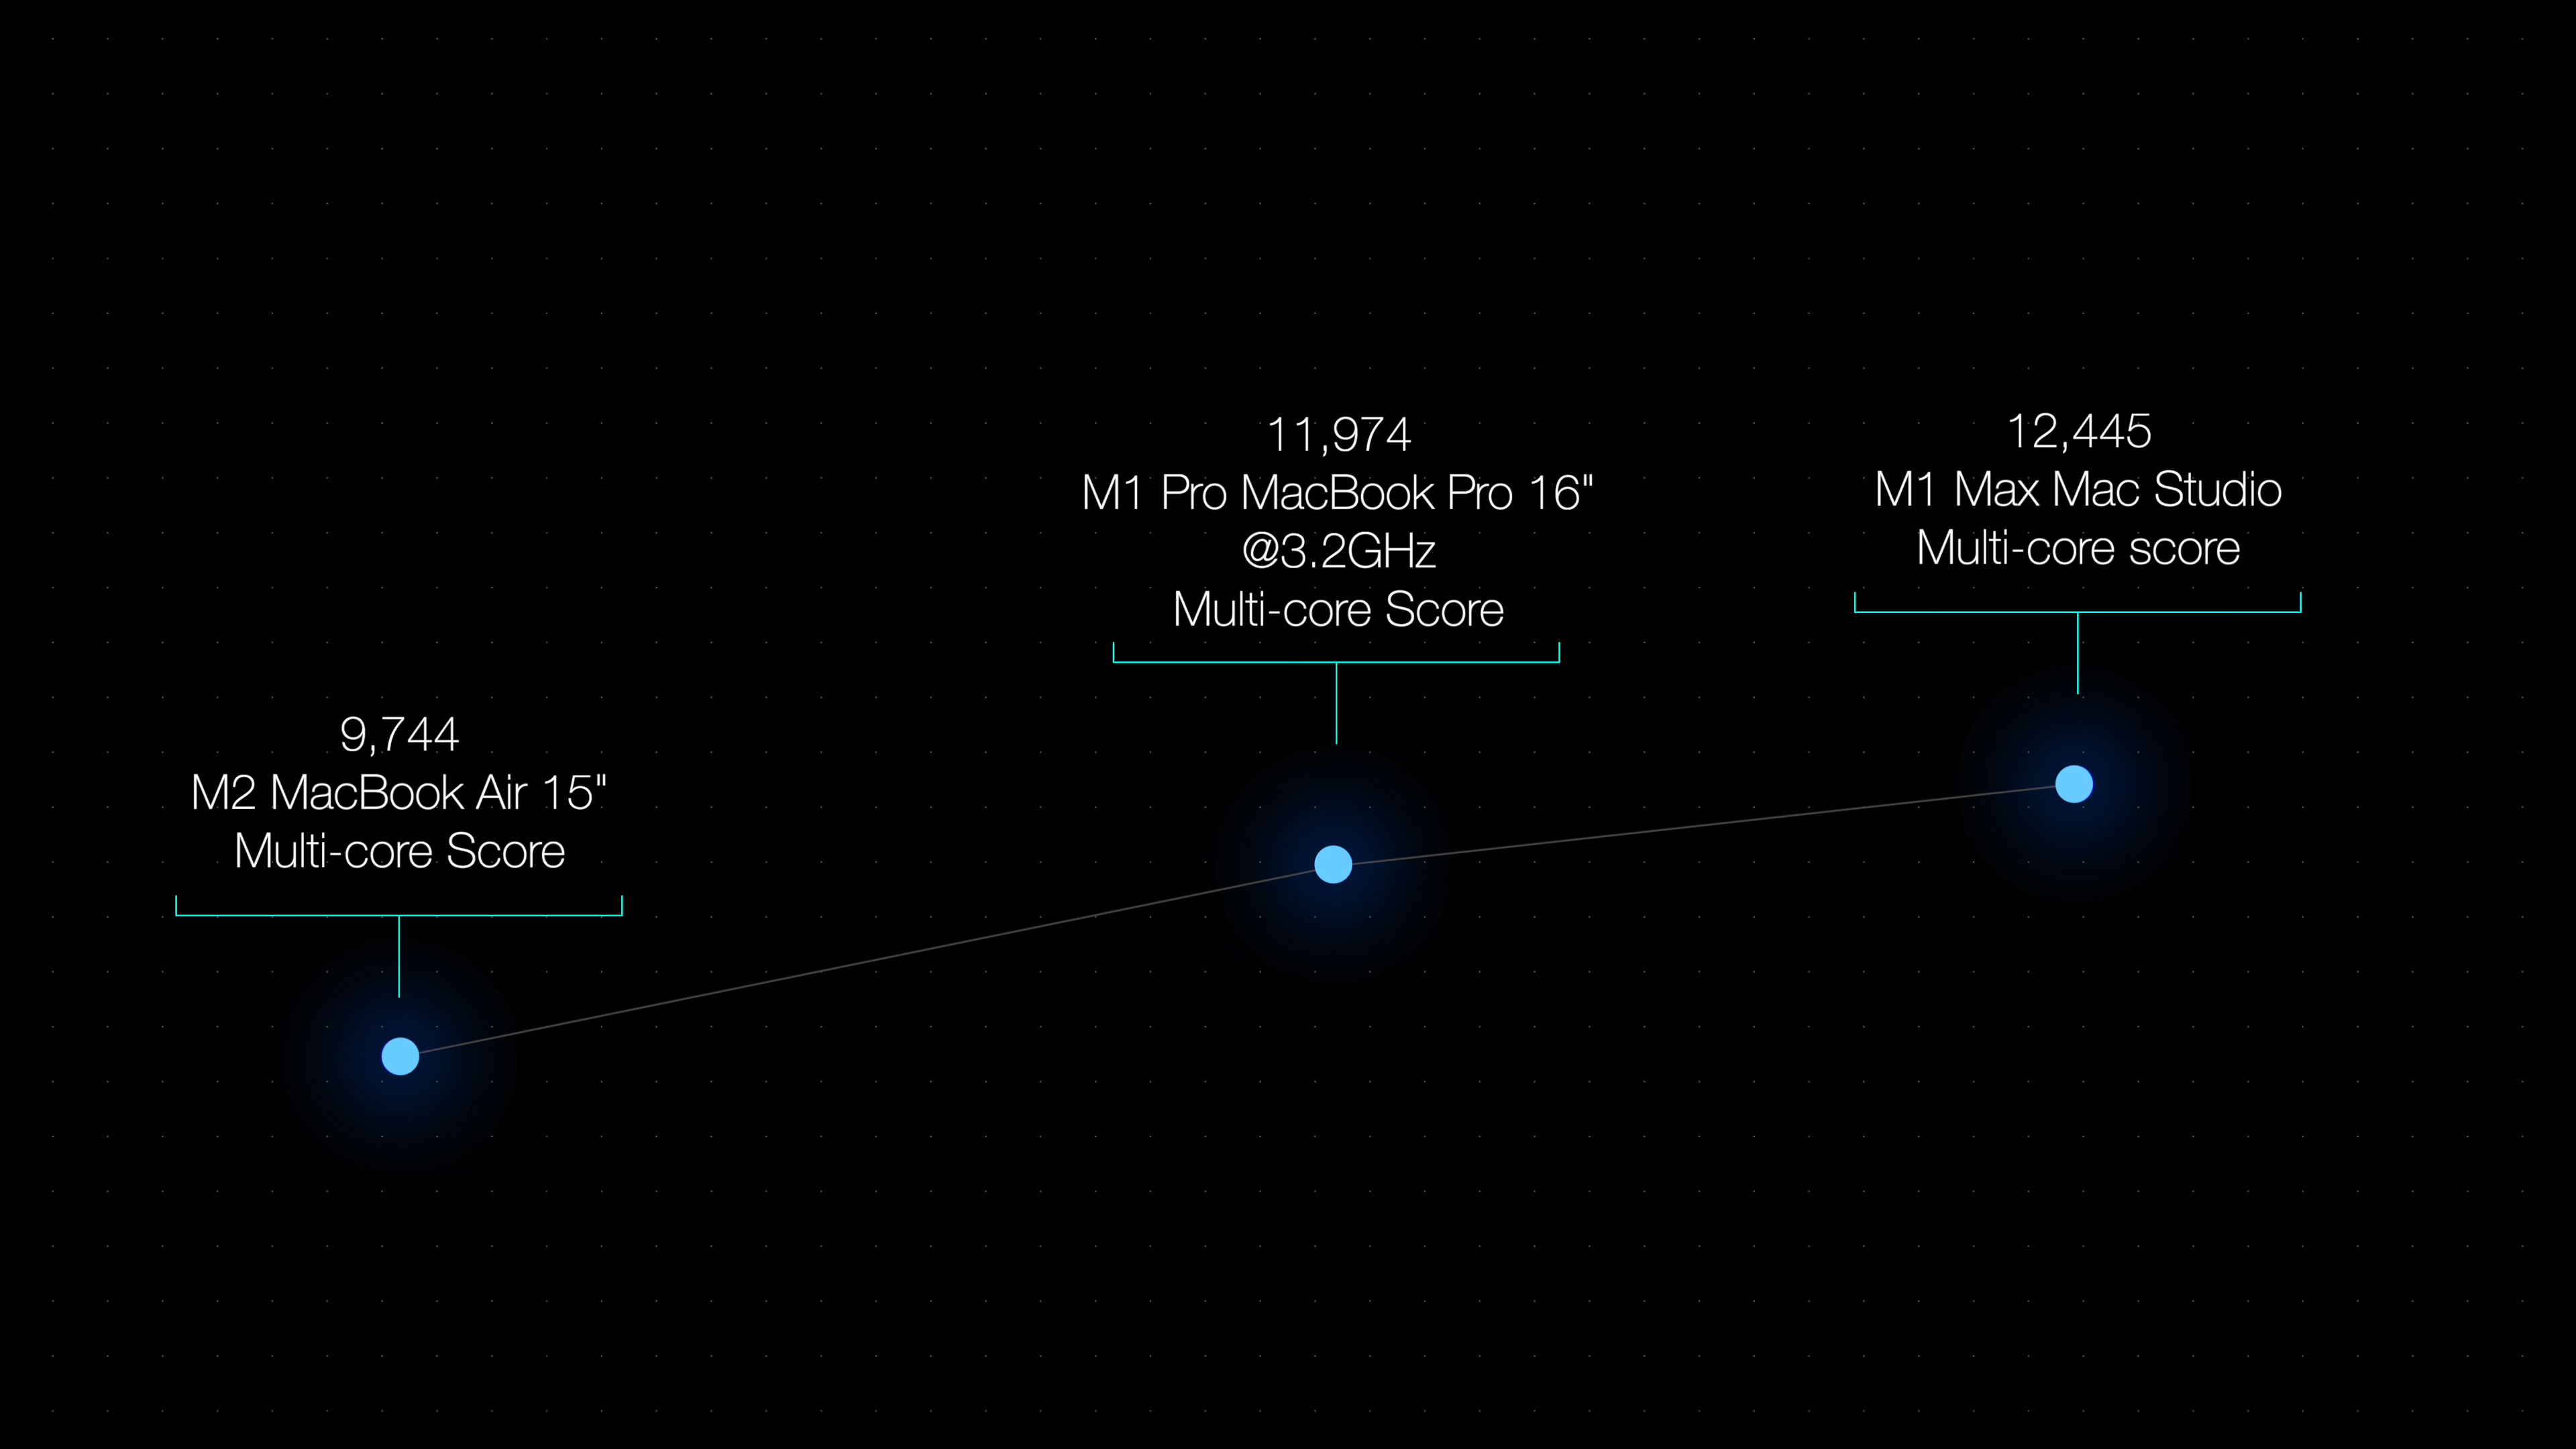 9,744
M2 MacBook Air 15"
Multi-core Score
11,974
M1 Pro MacBook Pro 16"
@3.2GHz
Multi-core Score
12,445
M1 Max Mac Studio
Multi-core score